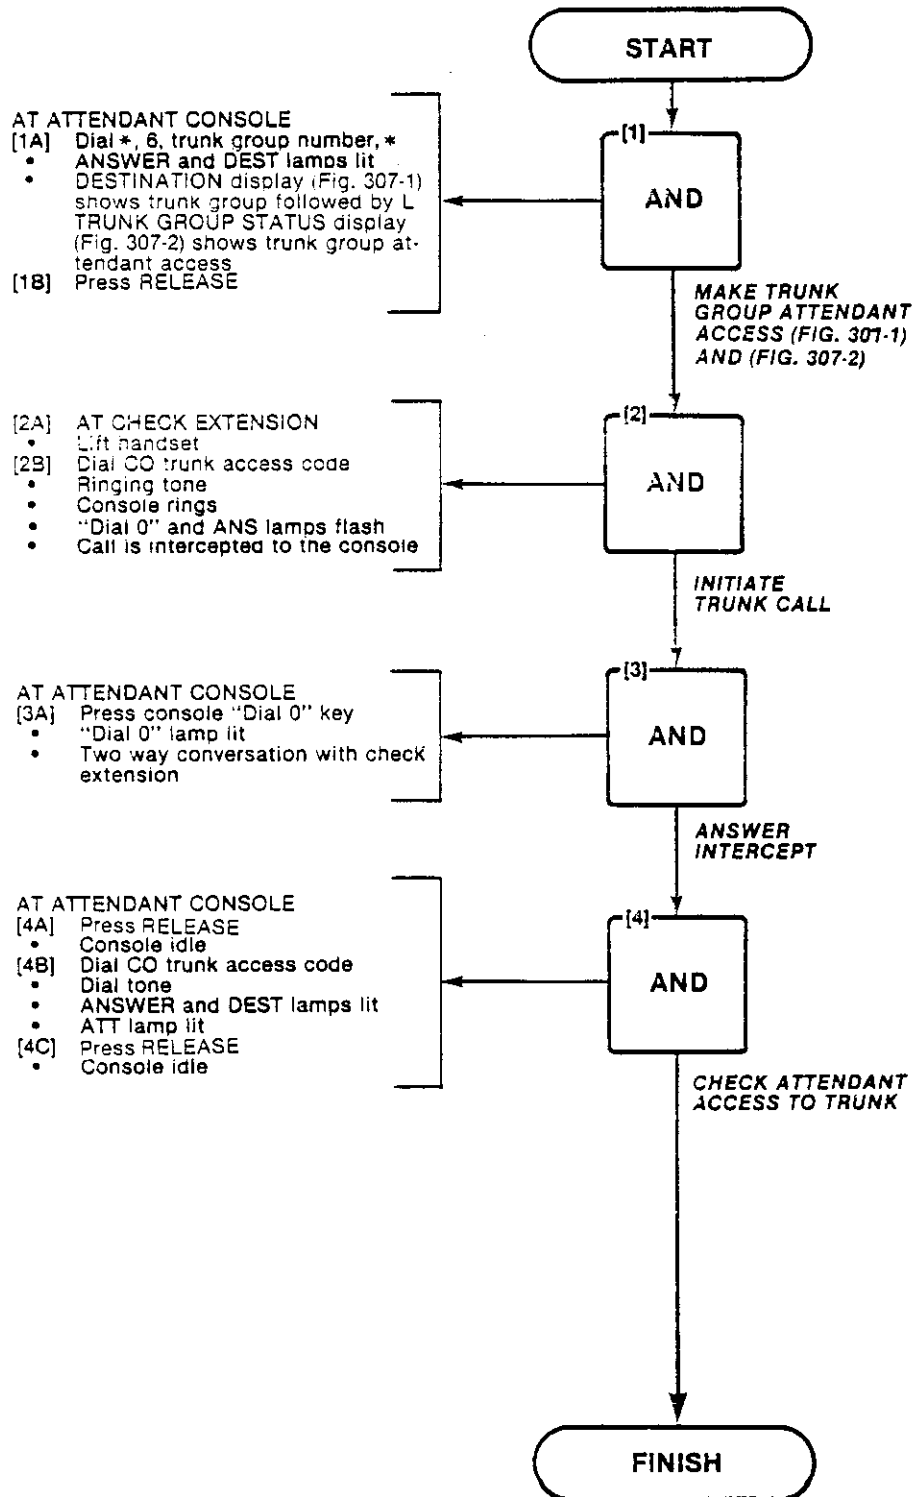 START
AT ATTENDANT CONSOLE
[1A] Dial *, 6, trunk group number, *
• ANSWER and DEST lamps lit
• DESTINATION display (Fig. 307-1)
shows trunk group followed by L
TRUNK GROUP STATUS display
(Fig. 307-2) shows trunk group at-
tendant access
[1B] Press RELEASE
[1]
AND
MAKE TRUNK
GROUP ATTENDANT
ACCESS (FIG. 307-1)
AND (FIG. 307-2)
[2A] AT CHECK EXTENSION
• Lift handset
[2B] Dial CO trunk access code
• Ringing tone
• Console rings
• "Dial 0" and ANS lamps flash
• Call is intercepted to the console
[2]
AND
INITIATE
TRUNK CALL
AT ATTENDANT CONSOLE
[3A] Press console "Dial 0" key
• "Dial 0" lamp lit
• Two way conversation with check
extension
[3]
AND
ANSWER
INTERCEPT
AT ATTENDANT CONSOLE
[4A] Press RELEASE
• Console idle
[4B] Dial CO trunk access code
• Dial tone
• ANSWER and DEST lamps lit
• ATT lamp lit
[4C] Press RELEASE
• Console idle
[4]
AND
CHECK ATTENDANT
ACCESS TO TRUNK
FINISH